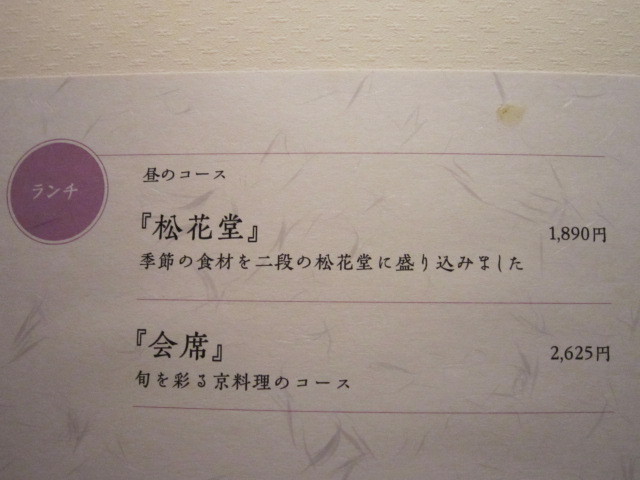 ランチ
昼のコース
『松花堂』
1,890円
季節の食材を二段の松花堂に盛り込みました
『会席』
2,625円
旬を彩る京料理のコース